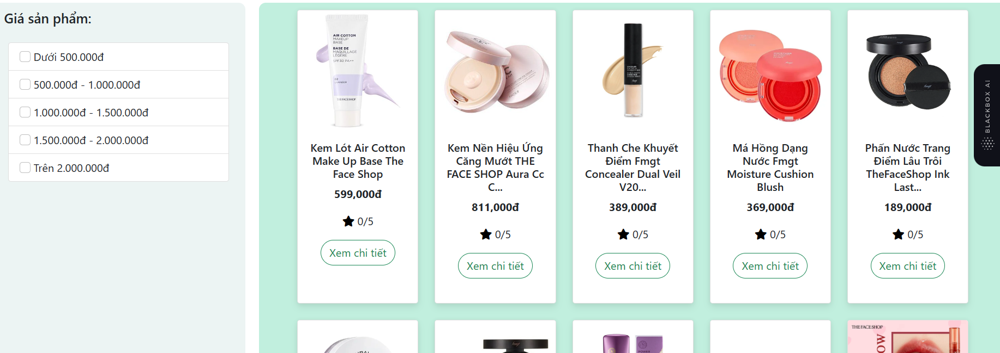 Giá sản phẩm:
Dưới 500.000đ
500.000đ - 1.000.000đ
1.000.000đ - 1.500.000đ
1.500.000đ - 2.000.000đ
Trên 2.000.000đ
AIR COTTON
MAKEUP
BASE
BASE DE
MAQUILLAGE
LÉGÈRE
SPF30 PA++
02
LAVENDER
THE FACE SHOP
Kem Lót Air Cotton
Make Up Base The
Face Shop
599,000đ
0/5
Xem chi tiết
Kem Nền Hiệu Ứng
Căng Mướt THE
FACE SHOP Aura Cc
C...
811,000đ
0/5
Xem chi tiết
fmgt
Thanh Che Khuyết
Điểm Fmgt
Concealer Dual Veil
V20...
389,000đ
0/5
Xem chi tiết
Má Hồng Dạng
Nước Fmgt
Moisture Cushion
Blush
369,000đ
0/5
Xem chi tiết
fmgt
Phấn Nước Trang
Điểm Lâu Trôi
TheFaceShop Ink
Last...
189,000đ
0/5
Xem chi tiết
BLACKBOX AI
fmgt
POWER
THE FACE SHOP